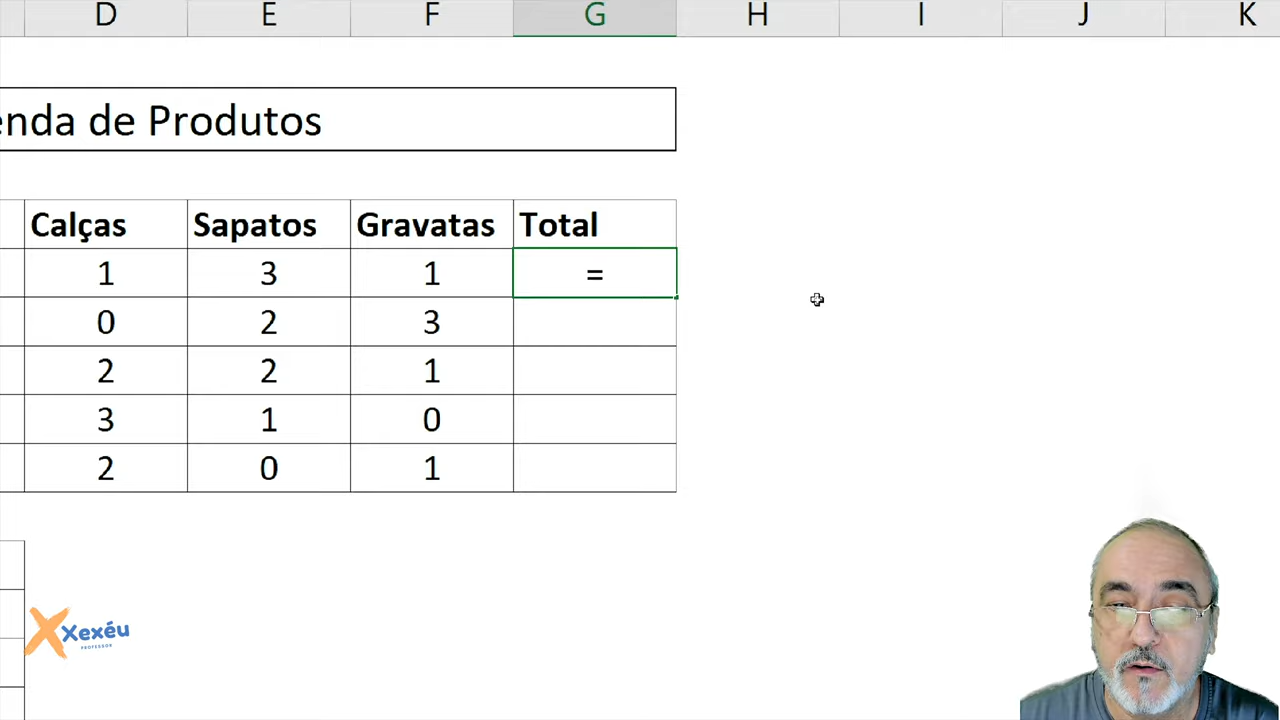 D E F G H I J K
enda de Produtos
Calças Sapatos Gravatas Total
1 3 1 =
0 2 3
2 2 1
3 1 0
2 0 1
Xexéu
PROFESSOR